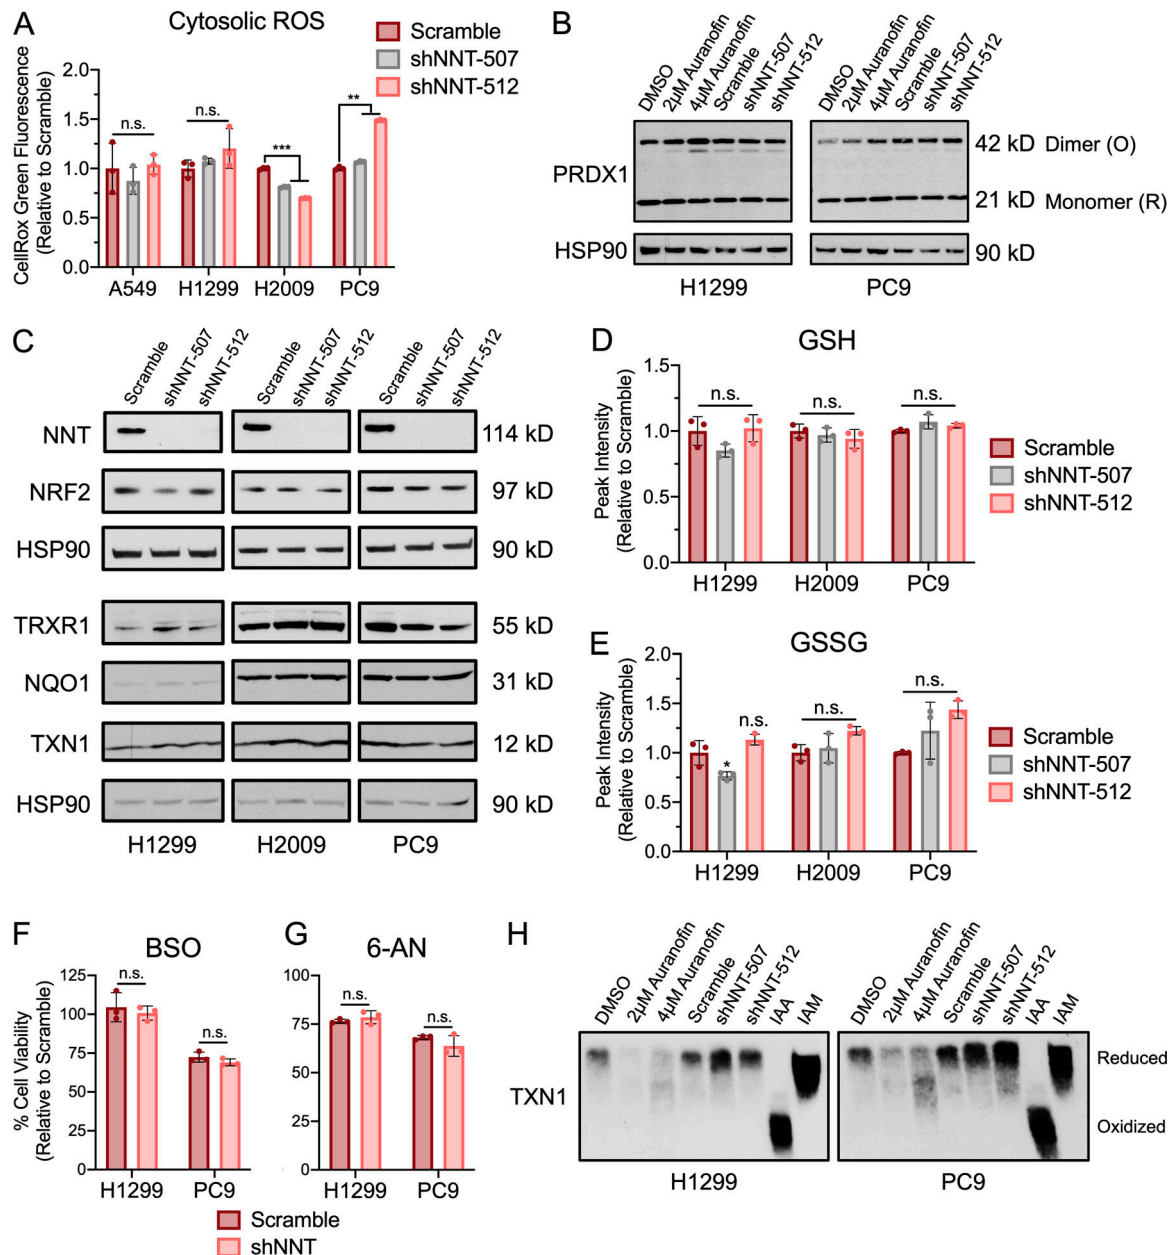 A
Cytosolic ROS
Scramble
shNNT-507
shNNT-512
CellRox Green Fluorescence
(Relative to Scramble)
2.0
1.5
1.0
0.5
0.0
n.s.
n.s.
***
**
A549
H1299
H2009
PC9
B
DMSO
2μM Auranofin
4μM Auranofin
Scramble
shNNT-507
shNNT-512
DMSO
2μM Auranofin
4μM Auranofin
Scramble
shNNT-507
shNNT-512
PRDX1
42 kD
Dimer (O)
21 kD
Monomer (R)
HSP90
90 kD
H1299
PC9
C
Scramble
shNNT-507
shNNT-512
Scramble
shNNT-507
shNNT-512
Scramble
shNNT-507
shNNT-512
NNT
114 kD
NRF2
97 kD
HSP90
90 kD
TRXR1
55 kD
NQO1
31 kD
TXN1
12 kD
HSP90
90 kD
H1299
H2009
PC9
D
GSH
Peak Intensity
(Relative to Scramble)
1.5
1.0
0.5
0.0
n.s.
n.s.
n.s.
H1299
H2009
PC9
Scramble
shNNT-507
shNNT-512
E
GSSG
Peak Intensity
(Relative to Scramble)
2.0
1.5
1.0
0.5
0.0
*
n.s.
n.s.
n.s.
H1299
H2009
PC9
Scramble
shNNT-507
shNNT-512
F
BSO
% Cell Viability
(Relative to Scramble)
125
100
75
50
25
0
n.s.
n.s.
H1299
PC9
G
6-AN
100
75
50
25
0
n.s.
n.s.
H1299
PC9
Scramble
shNNT
H
DMSO
2μM Auranofin
4μM Auranofin
Scramble
shNNT-507
shNNT-512
IAA
IAM
DMSO
2μM Auranofin
4μM Auranofin
Scramble
shNNT-507
shNNT-512
IAA
IAM
TXN1
Reduced
Oxidized
H1299
PC9